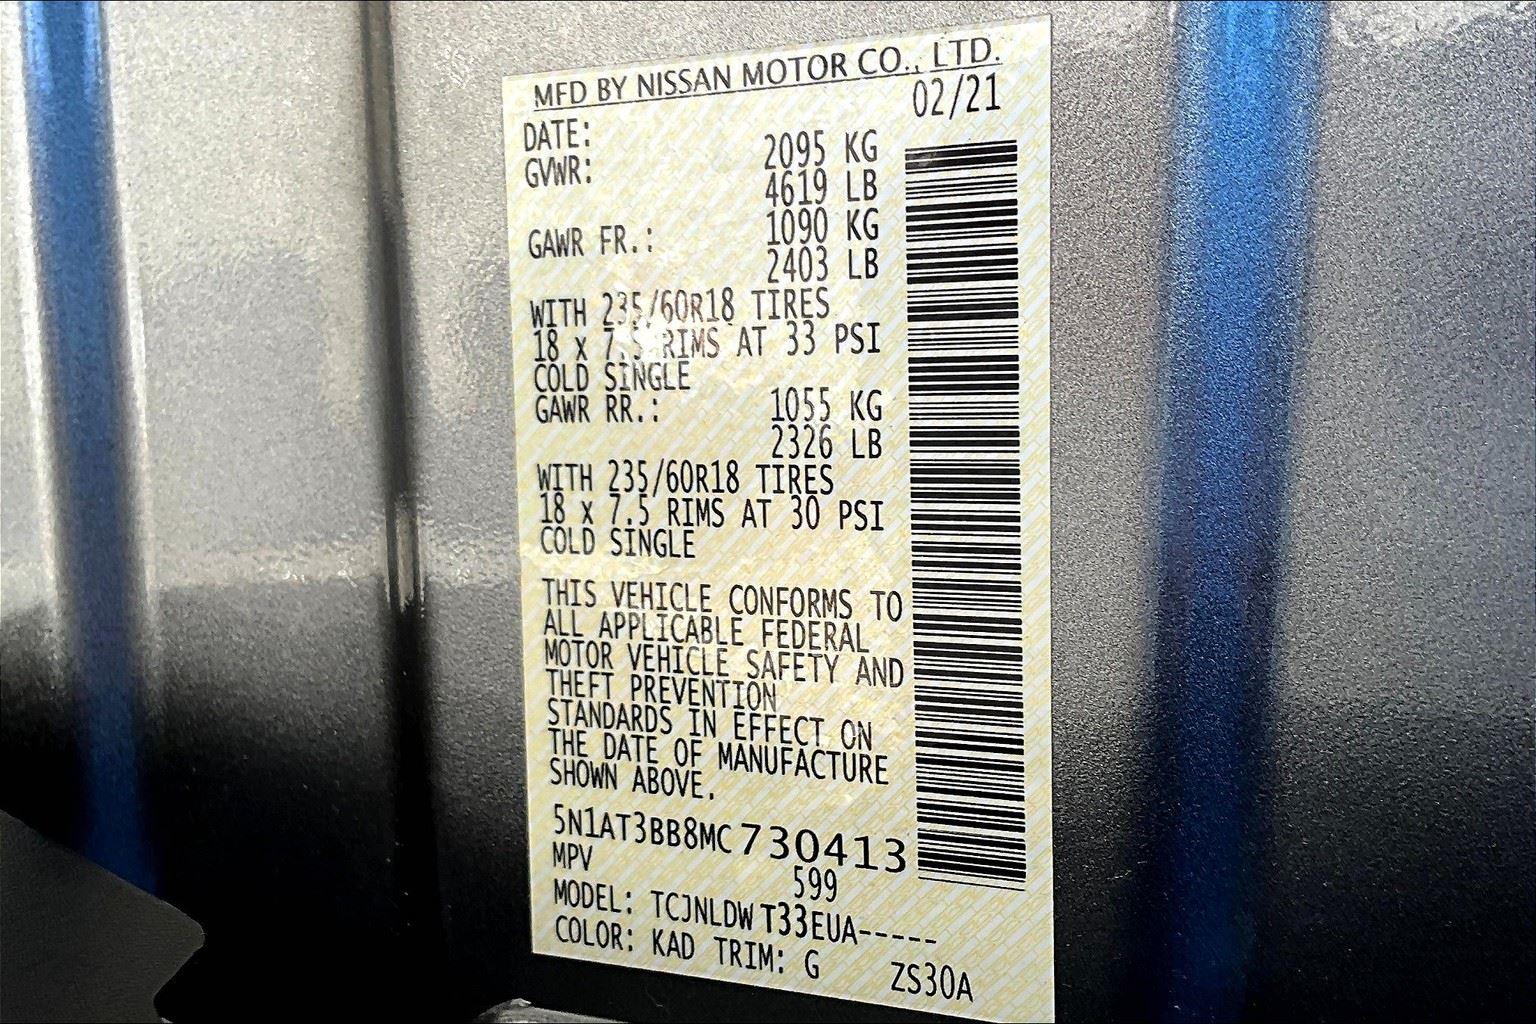 MFD BY NISSAN MOTOR CO., LTD.
DATE: 02/21
GVWR: 2095 KG
4619 LB
GAWR FR.: 1090 KG
2403 LB
WITH 235/60R18 TIRES
18 x 7.5 RIMS AT 33 PSI
COLD SINGLE
GAWR RR.: 1055 KG
2326 LB
WITH 235/60R18 TIRES
18 x 7.5 RIMS AT 30 PSI
COLD SINGLE
THIS VEHICLE CONFORMS TO
ALL APPLICABLE FEDERAL
MOTOR VEHICLE SAFETY AND
THEFT PREVENTION
STANDARDS IN EFFECT ON
THE DATE OF MANUFACTURE
SHOWN ABOVE.
5N1AT3BB8MC730413
MPV 599
MODEL: TCJNLDWT33EUA-----
COLOR: KAD TRIM: G ZS30A